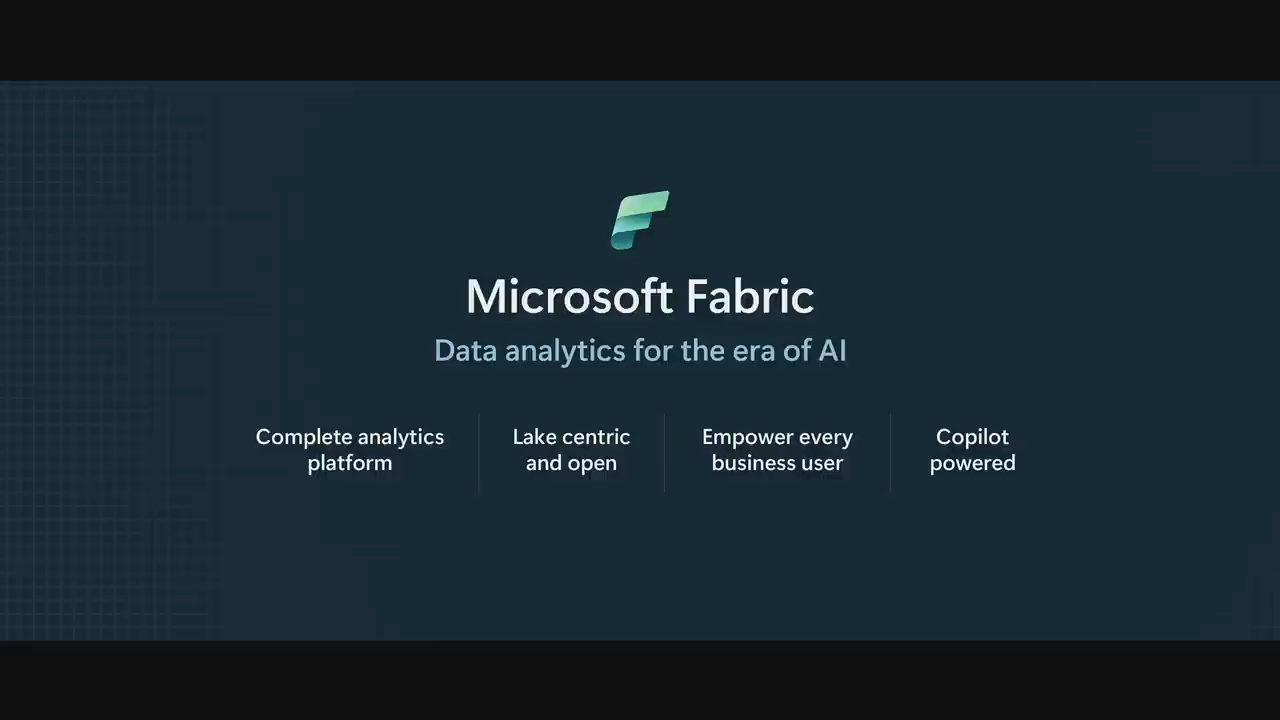 Microsoft Fabric
Data analytics for the era of AI
Complete analytics
platform
Lake centric
and open
Empower every
business user
Copilot
powered